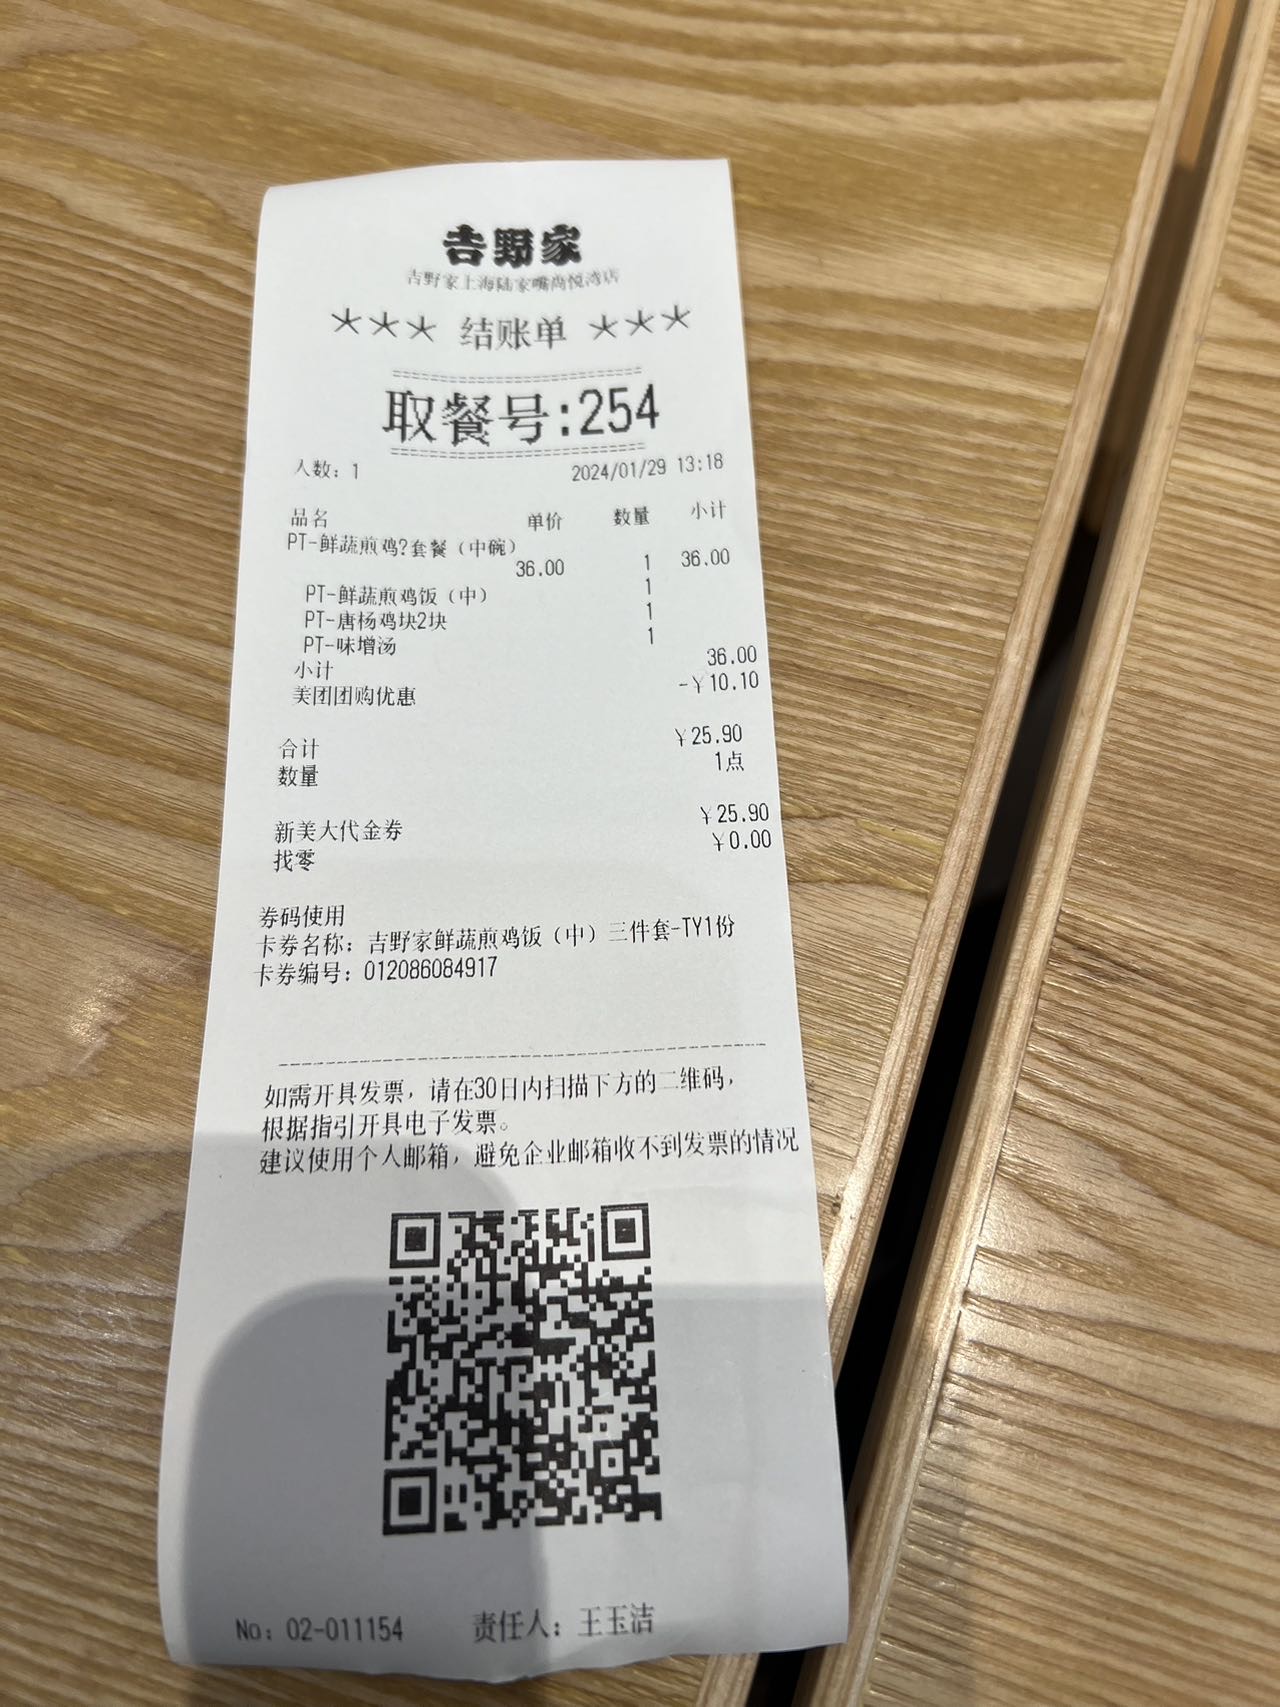 吉野家
吉野家上海陆家嘴尚悦湾店
*** 结账单 ***
取餐号:254
人数: 1 2024/01/29 13:18
品名 单价 数量 小计
PT-鲜蔬煎鸡?套餐（中碗）
36.00 1 36.00
PT-鲜蔬煎鸡饭（中） 1
PT-唐杨鸡块2块 1
PT-味增汤 1
小计 36.00
美团团购优惠 -￥10.10
合计 ￥25.90
数量 1点
新美大代金券 ￥25.90
找零 ￥0.00
券码使用
卡券名称: 吉野家鲜蔬煎鸡饭（中）三件套-TY1份
卡券编号: 012086084917
如需开具发票，请在30日内扫描下方的二维码，
根据指引开具电子发票。
建议使用个人邮箱，避免企业邮箱收不到发票的情况
No: 02-011154 责任人: 王玉洁